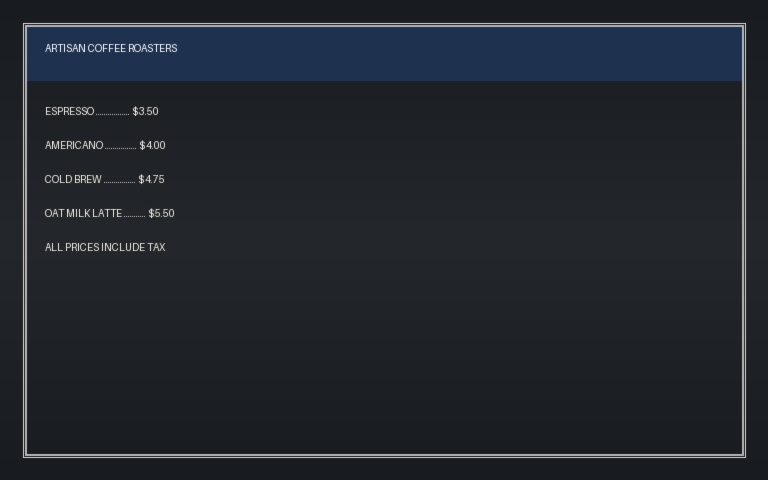 ARTISAN COFFEE ROASTERS
ESPRESSO ............... $3.50
AMERICANO .............. $4.00
COLD BREW .............. $4.75
OAT MILK LATTE .......... $5.50
ALL PRICES INCLUDE TAX